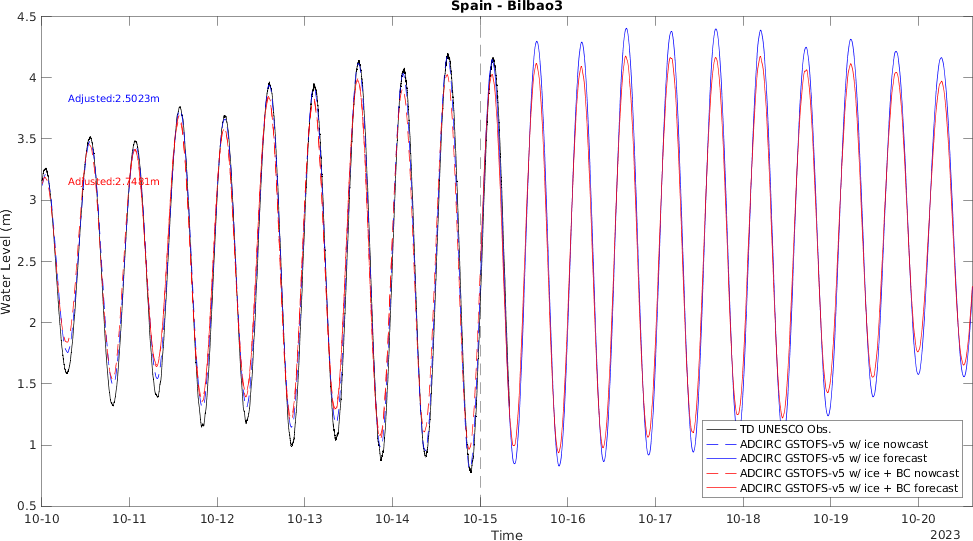 Spain - Bilbao3
4.5
4
3.5
3
2.5
2
1.5
1
0.5
Water Level (m)
Adjusted:2.5023m
Adjusted:2.7481m
TD UNESCO Obs.
ADCIRC GSTOFS-v5 w/ ice nowcast
ADCIRC GSTOFS-v5 w/ ice forecast
ADCIRC GSTOFS-v5 w/ ice + BC nowcast
ADCIRC GSTOFS-v5 w/ ice + BC forecast
10-10 10-11 10-12 10-13 10-14 10-15 10-16 10-17 10-18 10-19 10-20
Time
2023